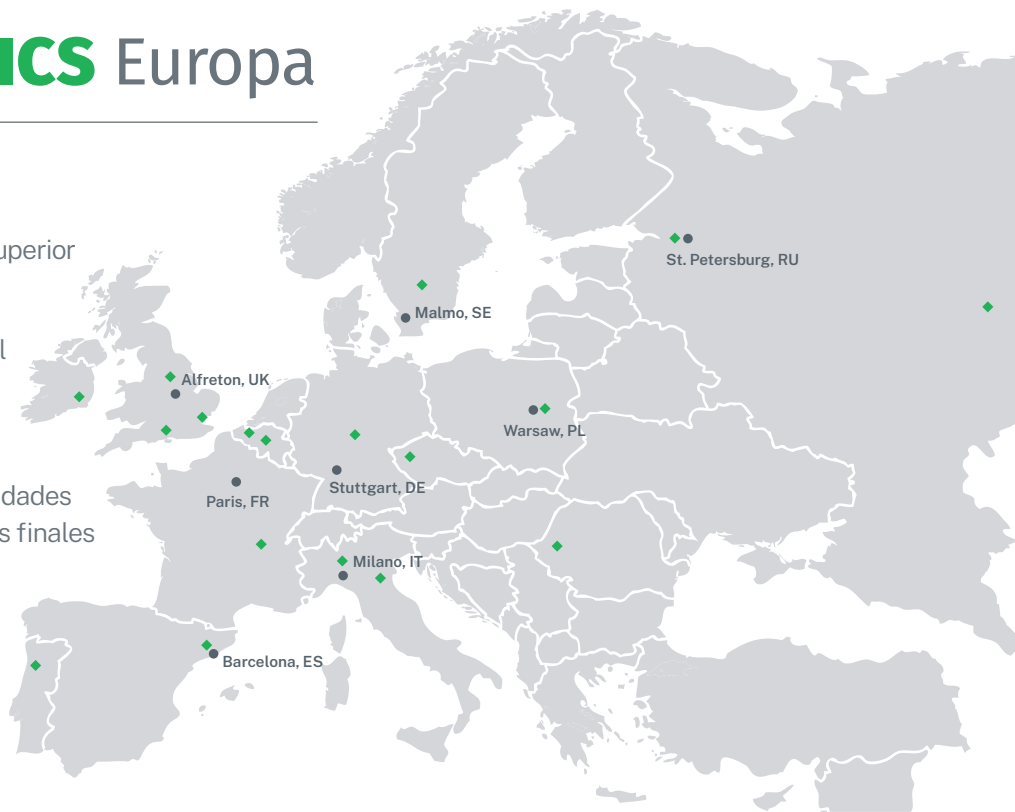 ICS Europa
uperior
l
dades
s finales
St. Petersburg, RU
Malmo, SE
Alfreton, UK
Warsaw, PL
Stuttgart, DE
Paris, FR
Milano, IT
Barcelona, ES